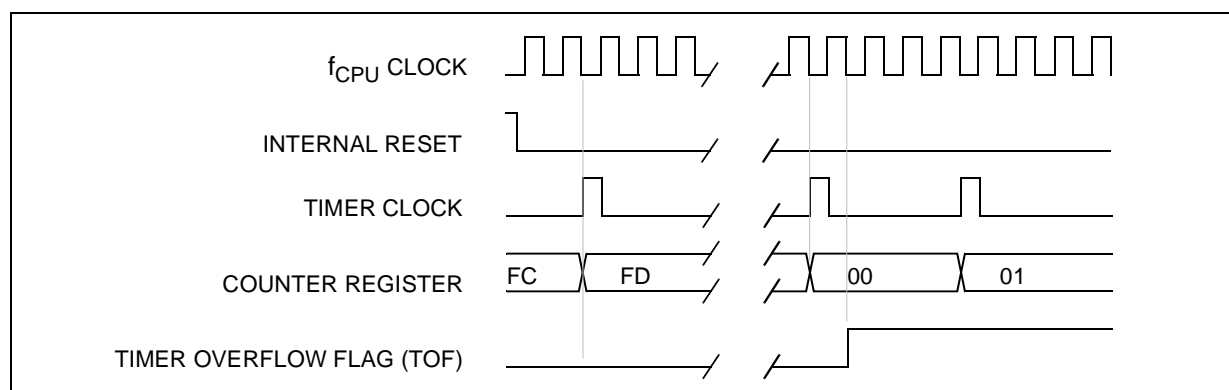 fCPU CLOCK
INTERNAL RESET
TIMER CLOCK
COUNTER REGISTER FC FD 00 01
TIMER OVERFLOW FLAG (TOF)